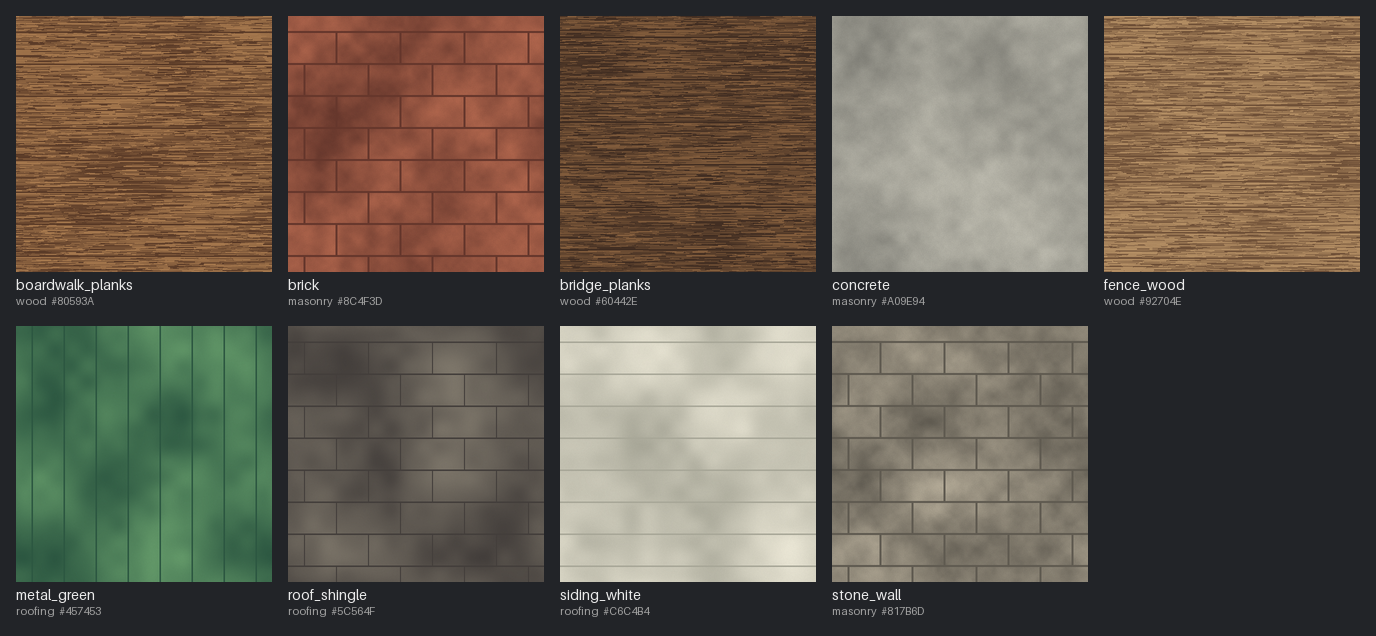 boardwalk_planks
wood #80593A
brick
masonry #8C4F3D
bridge_planks
wood #60442E
concrete
masonry #A09E94
fence_wood
wood #92704E
metal_green
roofing #457453
roof_shingle
roofing #5C564F
siding_white
roofing #C6C4B4
stone_wall
masonry #817B6D